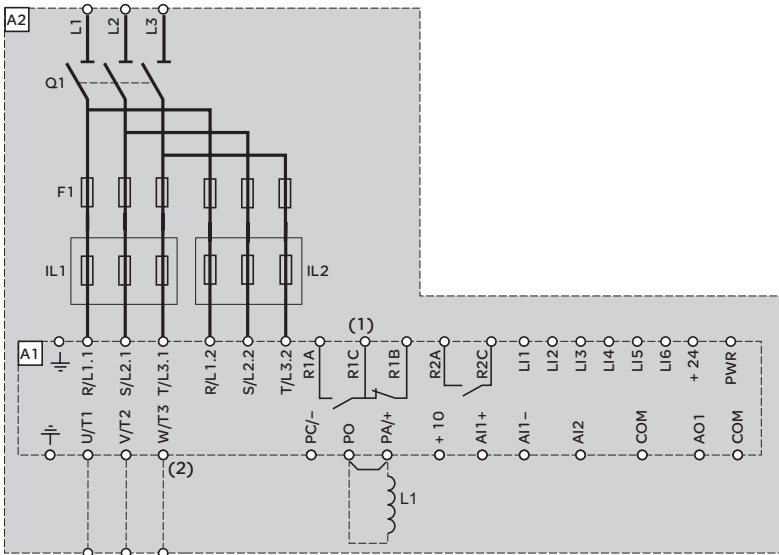 A2
L1
L2
L3
Q1
F1
IL1
IL2
(1)
A1
R/L1.1
S/L2.1
T/L3.1
R/L1.2
S/L2.2
T/L3.2
R1A
R1C
R1B
R2A
R2C
LI1
LI2
LI3
LI4
LI5
LI6
+ 24
PWR
U/T1
V/T2
W/T3
(2)
PC/-
PO
PA/+
+ 10
AI1+
AI1-
AI2
COM
AO1
COM
L1